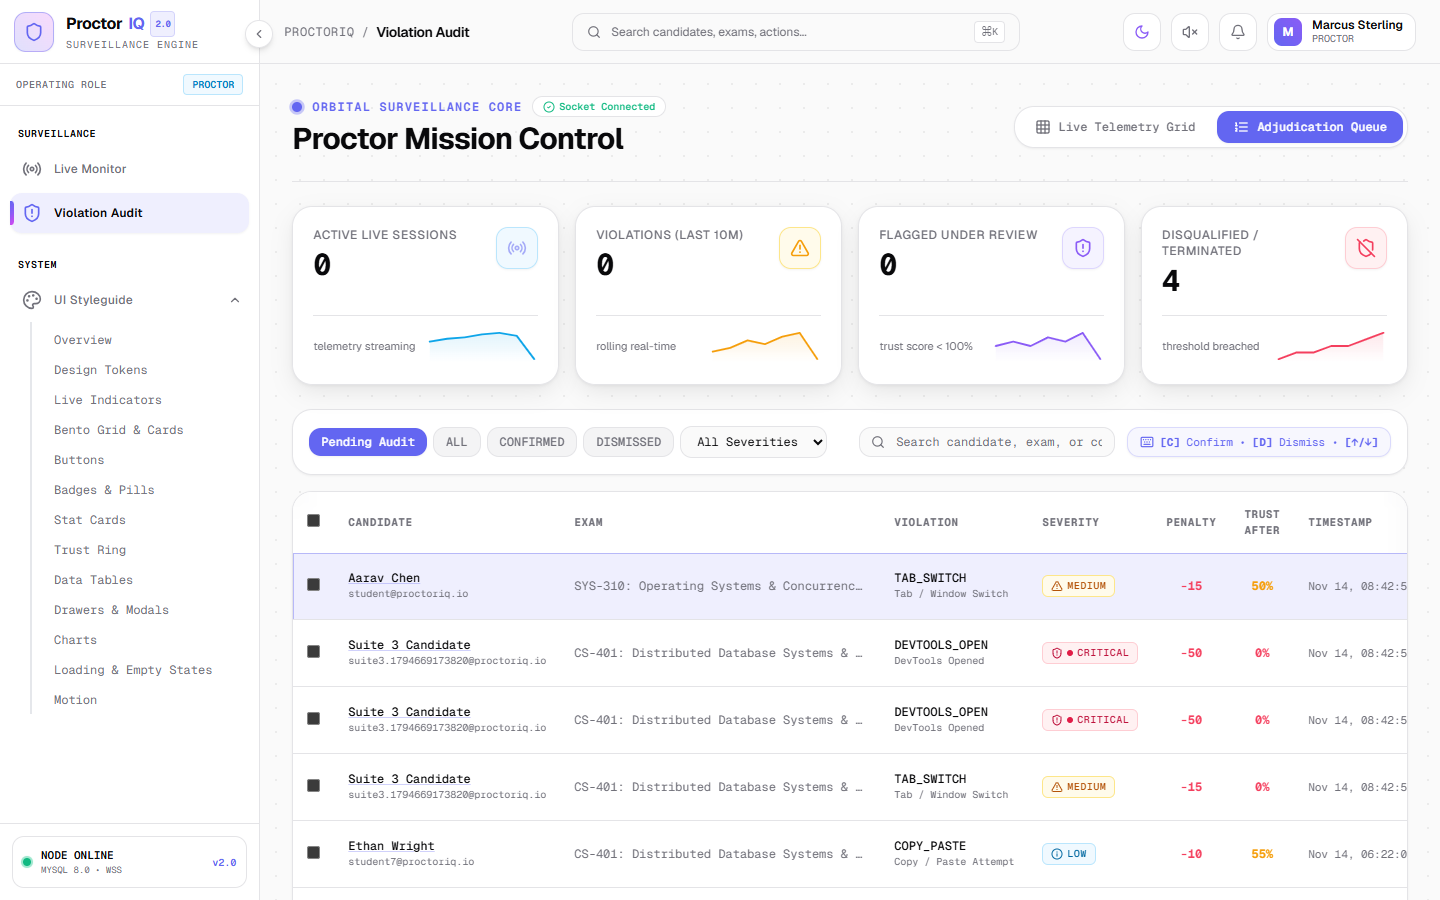 Proctor IQ 2.0
SURVEILLANCE ENGINE
PROCTORIQ / Violation Audit
Search candidates, exams, actions...
⌘K
M
Marcus Sterling
PROCTOR
OPERATING ROLE
PROCTOR
SURVEILLANCE
Live Monitor
Violation Audit
SYSTEM
UI Styleguide
Overview
Design Tokens
Live Indicators
Bento Grid & Cards
Buttons
Badges & Pills
Stat Cards
Trust Ring
Data Tables
Drawers & Modals
Charts
Loading & Empty States
Motion
NODE ONLINE
MYSQL 8.0 • WSS
v2.0
ORBITAL SURVEILLANCE CORE
Socket Connected
Proctor Mission Control
Live Telemetry Grid
Adjudication Queue
ACTIVE LIVE SESSIONS
0
telemetry streaming
VIOLATIONS (LAST 10M)
0
rolling real-time
FLAGGED UNDER REVIEW
0
trust score < 100%
DISQUALIFIED /
TERMINATED
4
threshold breached
Pending Audit
ALL
CONFIRMED
DISMISSED
All Severities
Search candidate, exam, or cc
[C] Confirm • [D] Dismiss • [↑/↓]
CANDIDATE EXAM VIOLATION SEVERITY PENALTY TRUST AFTER TIMESTAMP
Aarav Chen
student@proctoriq.io
SYS-310: Operating Systems & Concurrenc…
TAB_SWITCH
Tab / Window Switch
MEDIUM
-15
50%
Nov 14, 08:42:5
Suite 3 Candidate
suite3.1794669173820@proctoriq.io
CS-401: Distributed Database Systems & …
DEVTOOLS_OPEN
DevTools Opened
CRITICAL
-50
0%
Nov 14, 08:42:5
Suite 3 Candidate
suite3.1794669173820@proctoriq.io
CS-401: Distributed Database Systems & …
DEVTOOLS_OPEN
DevTools Opened
CRITICAL
-50
0%
Nov 14, 08:42:5
Suite 3 Candidate
suite3.1794669173820@proctoriq.io
CS-401: Distributed Database Systems & …
TAB_SWITCH
Tab / Window Switch
MEDIUM
-15
0%
Nov 14, 08:42:5
Ethan Wright
student7@proctoriq.io
CS-401: Distributed Database Systems & …
COPY_PASTE
Copy / Paste Attempt
LOW
-10
55%
Nov 14, 06:22:0